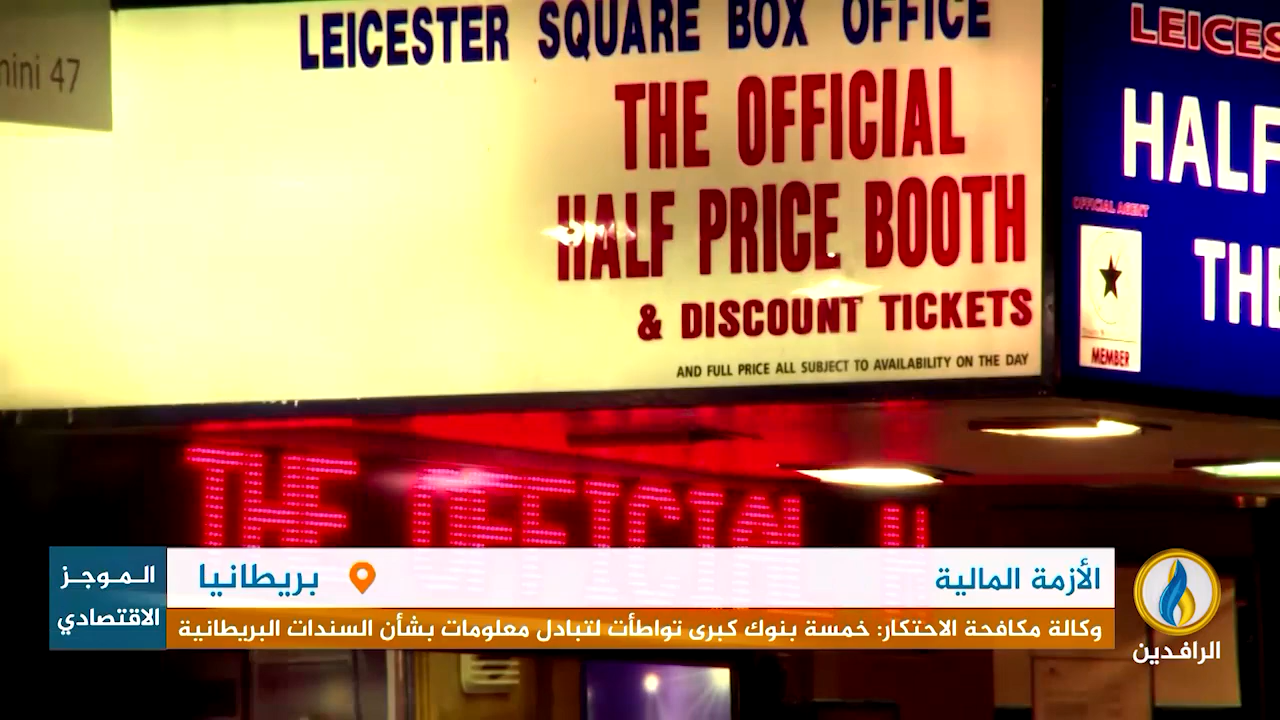 mini 47
LEICESTER SQUARE BOX OFFICE
THE OFFICIAL
HALF PRICE BOOTH
& DISCOUNT TICKETS
AND FULL PRICE ALL SUBJECT TO AVAILABILITY ON THE DAY
HALF
OFFICIAL AGENT
MEMBER
THE OFFICIAL
الموجز
الاقتصادي
الأزمة المالية
بريطانيا
وكالة مكافحة الاحتكار: خمسة بنوك كبرى تواطأت لتبادل معلومات بشأن السندات البريطانية
الرافدين